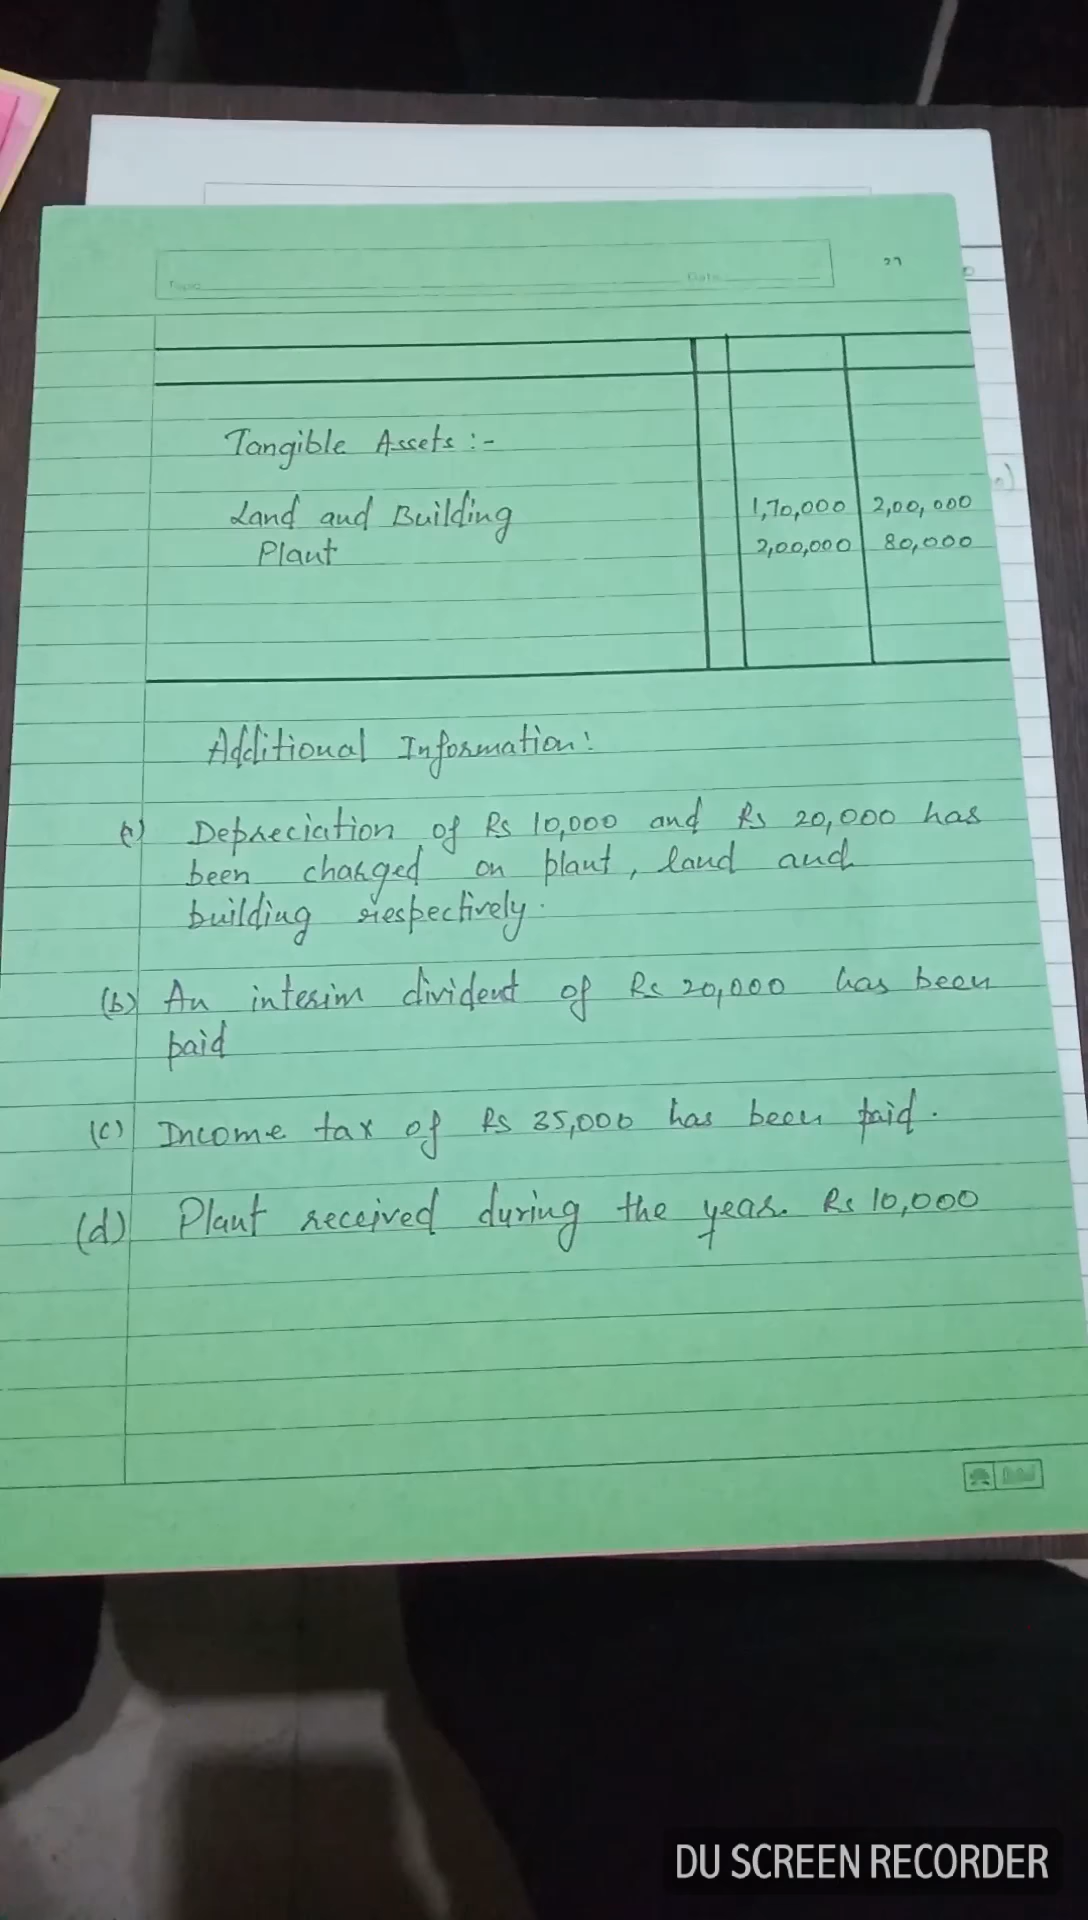 27
Date
Tangible Assets :-
Land and Building 1,70,000 2,00,000
Plant 2,00,000 80,000
Additional Information:
(a) Depreciation of Rs 10,000 and Rs 20,000 has
been charged on plant, land and
building respectively.
(b) An interim divident of Rs 20,000 has been
paid
(c) Income tax of Rs 35,000 has been paid.
(d) Plant received during the year. Rs 10,000
DU SCREEN RECORDER